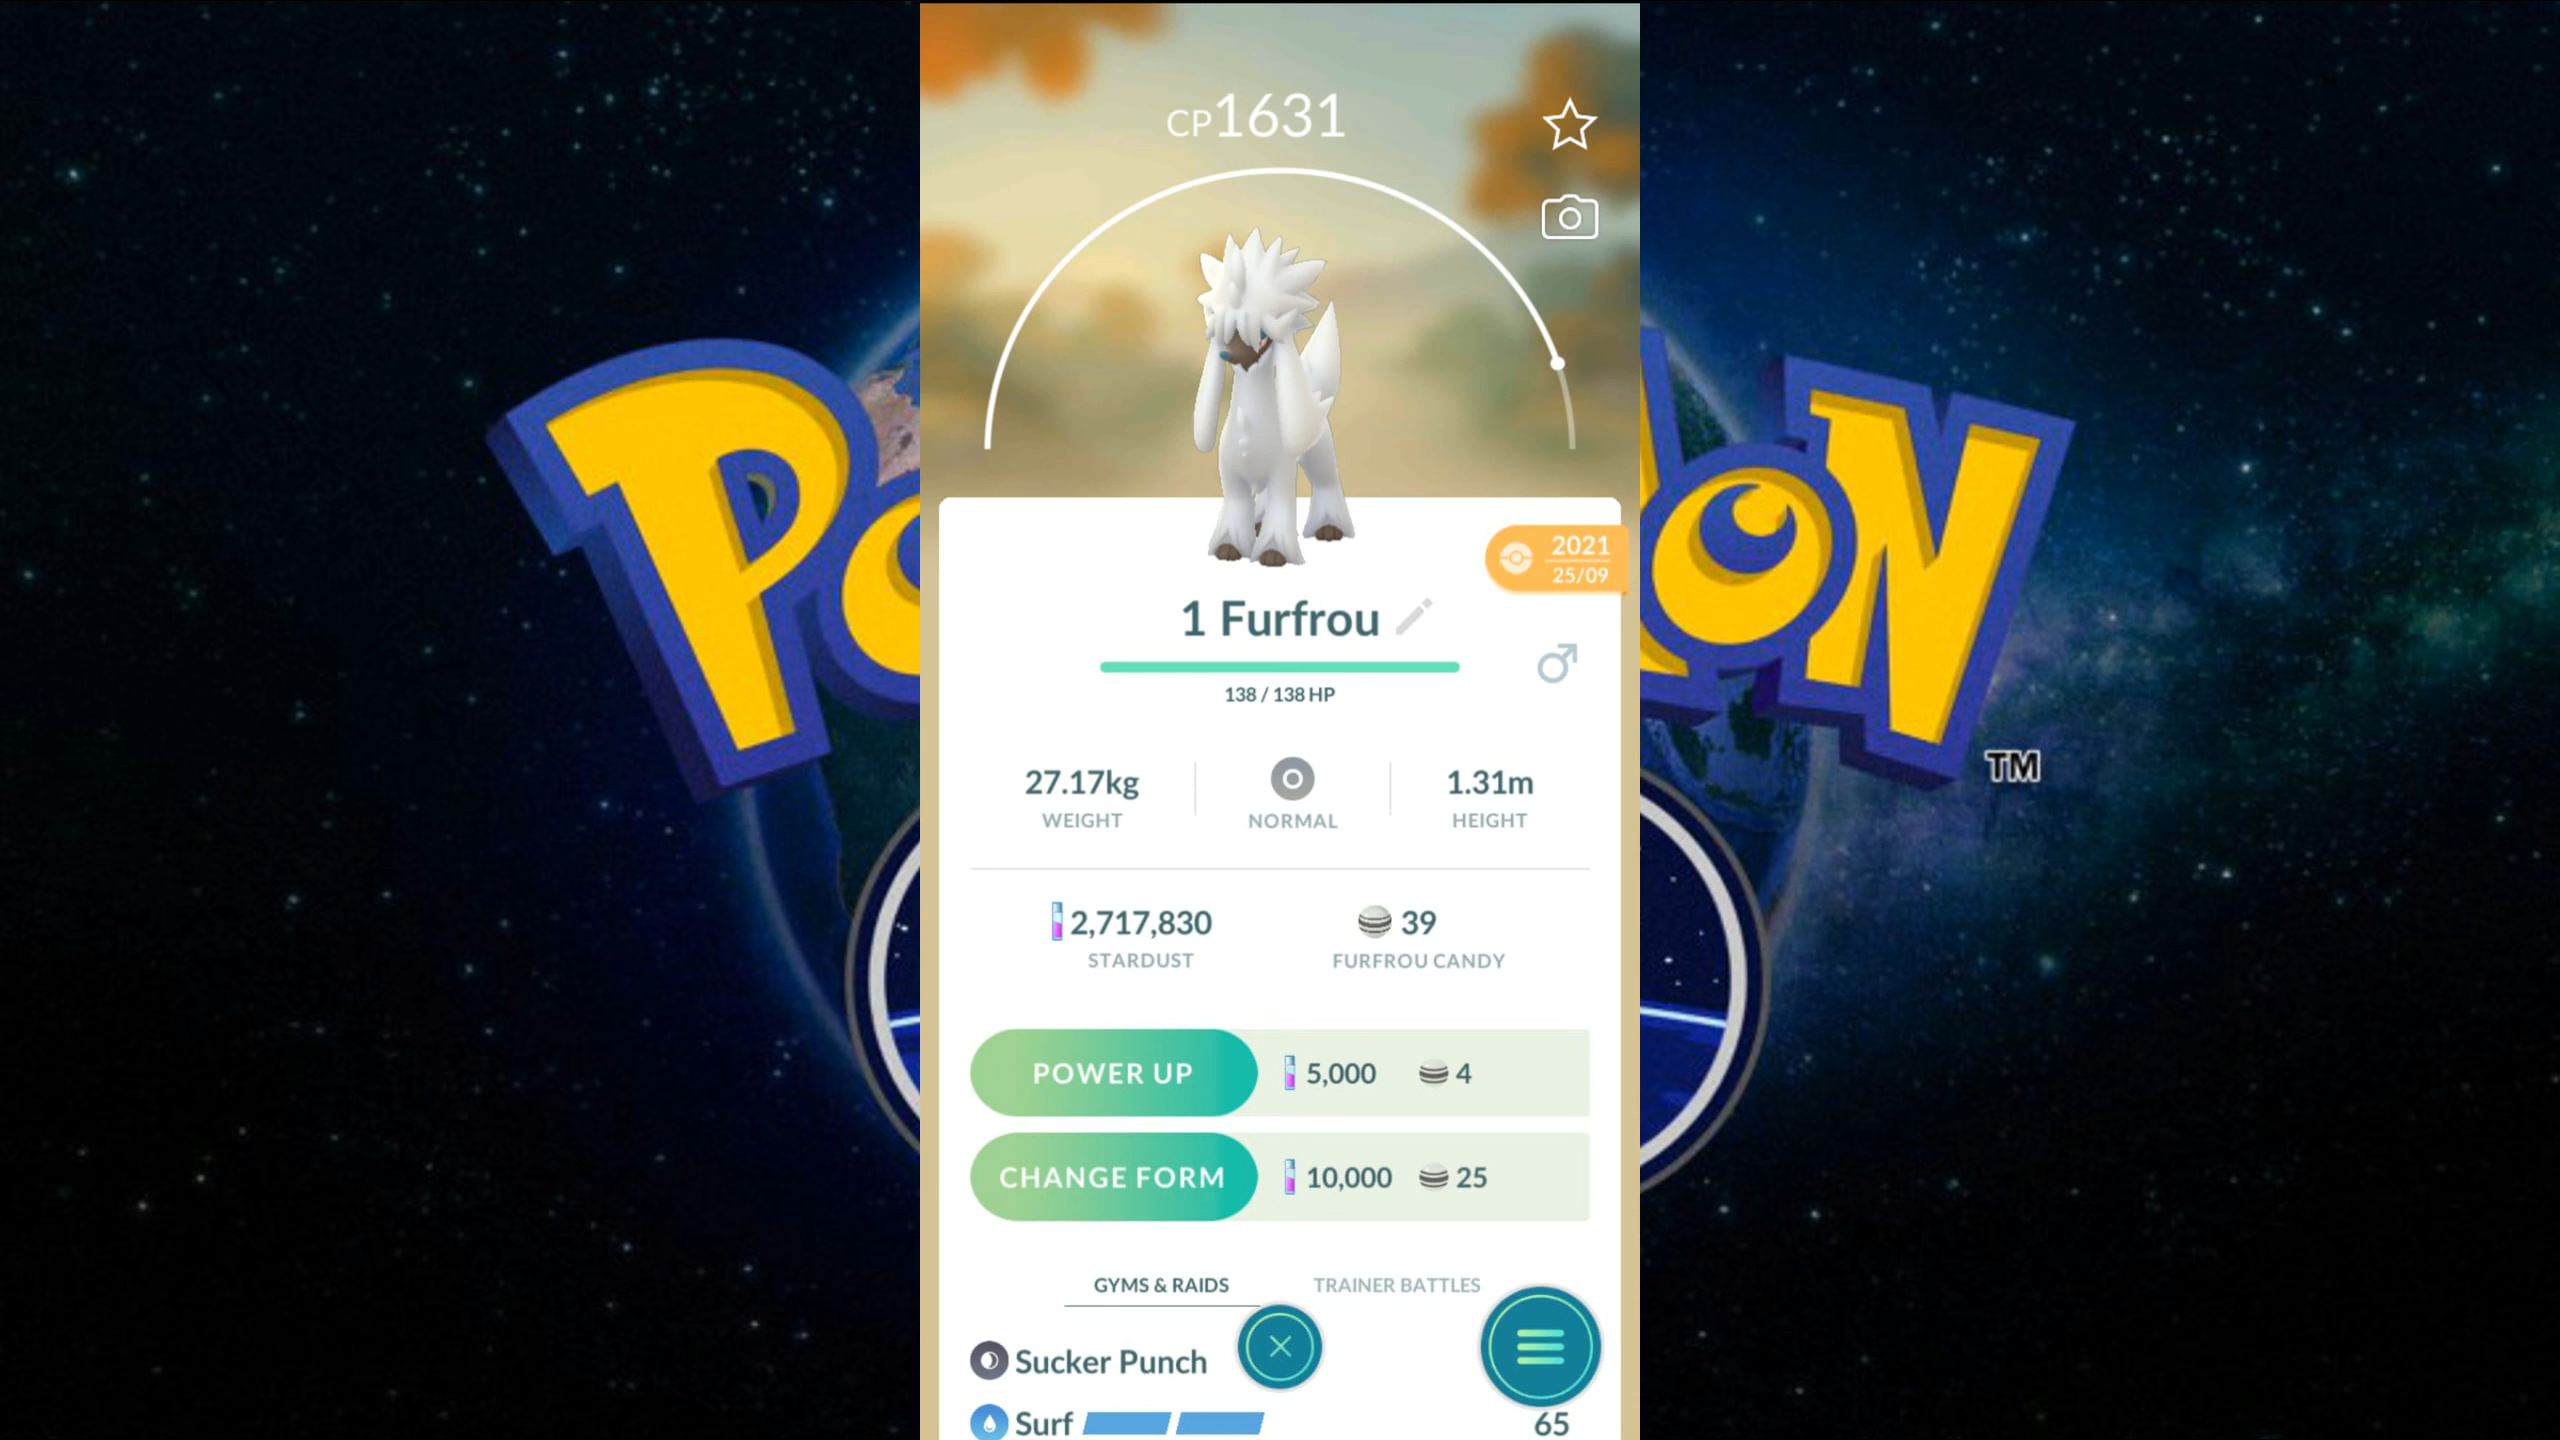 CP1631
2021
25/09
1 Furfrou
138 / 138 HP
27.17kg
WEIGHT
NORMAL
1.31m
HEIGHT
2,717,830
STARDUST
39
FURFROU CANDY
POWER UP 5,000 4
CHANGE FORM 10,000 25
GYMS & RAIDS TRAINER BATTLES
Sucker Punch
Surf 65
PO
ON
TM